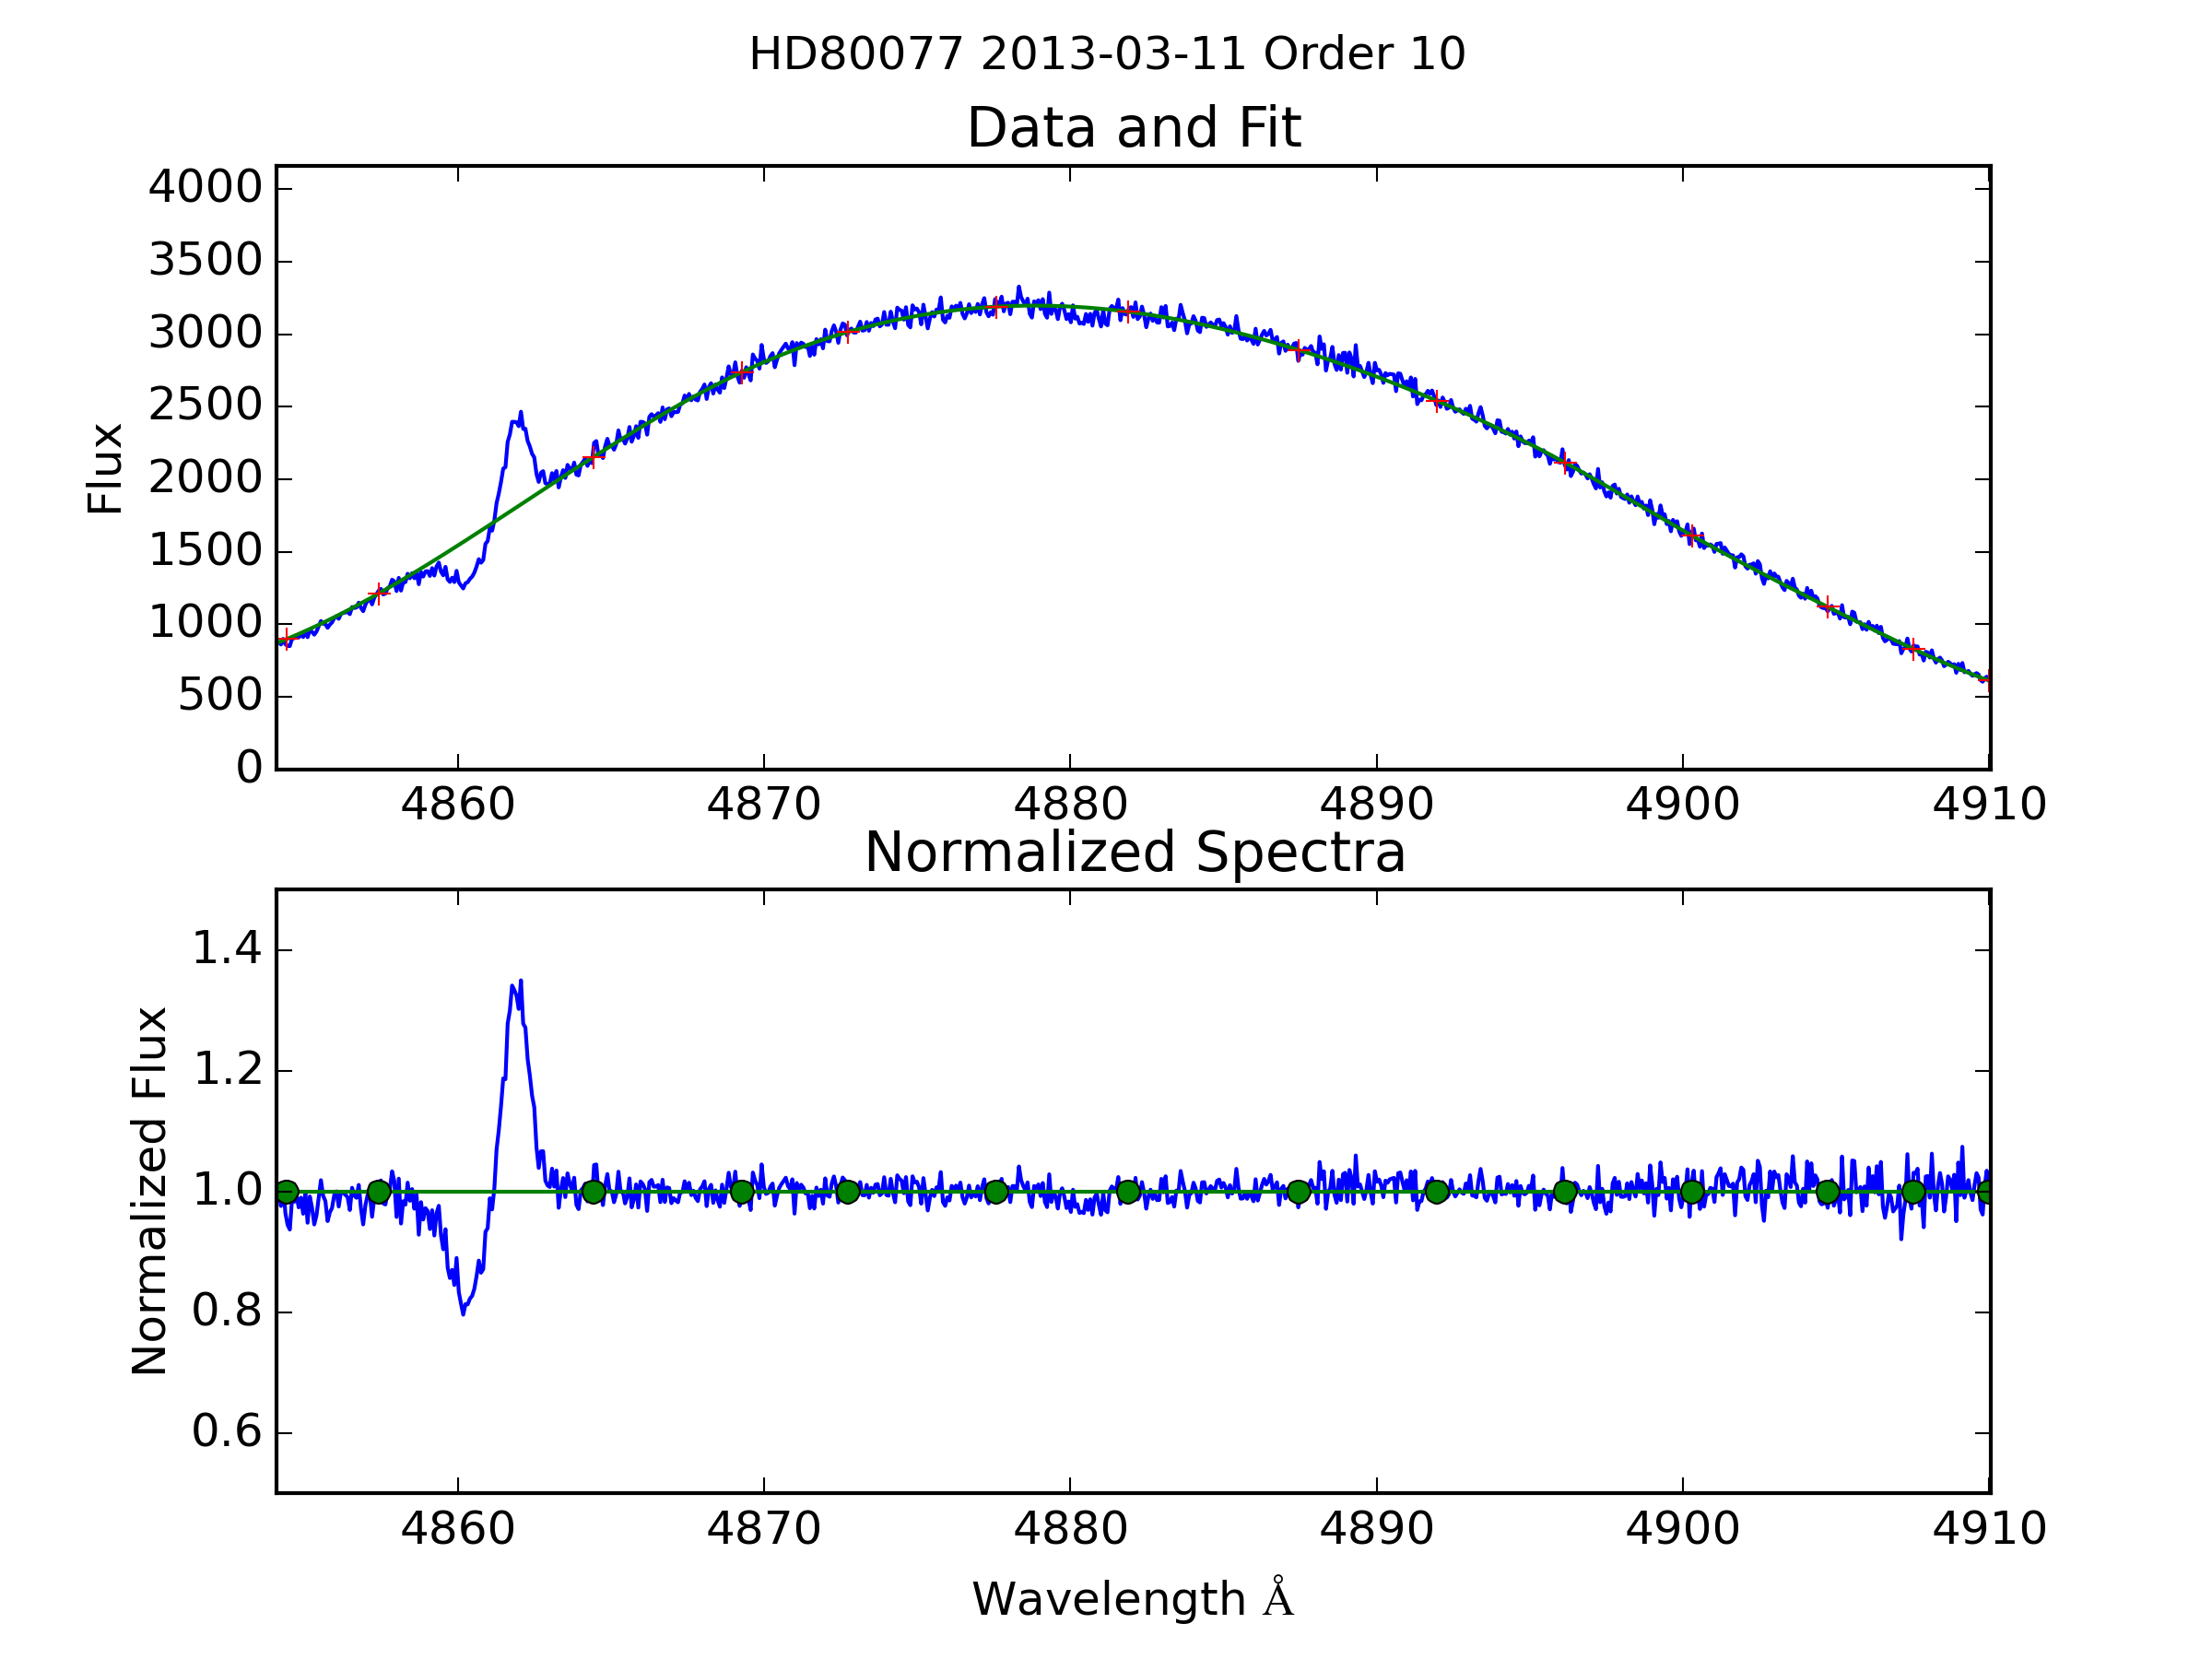 HD80077 2013-03-11 Order 10
Data and Fit
4000
3500
3000
2500
2000
1500
1000
500
0
Flux
4860 4870 4880 4890 4900 4910
Normalized Spectra
1.4
1.2
1.0
0.8
0.6
Normalized Flux
4860 4870 4880 4890 4900 4910
Wavelength Å